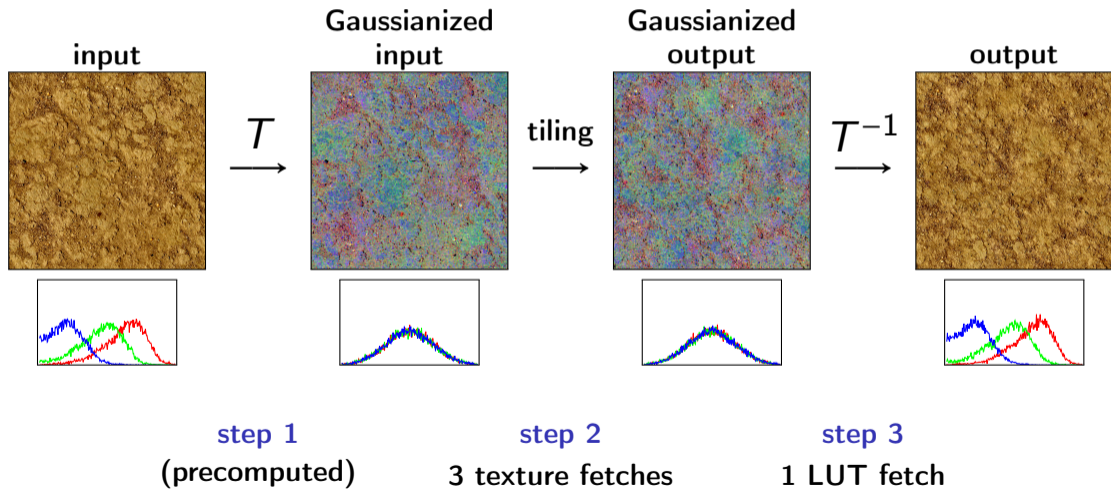 input
Gaussianized
input
Gaussianized
output
output
T
⟶
tiling
⟶
T⁻¹
⟶
step 1
(precomputed)
step 2
3 texture fetches
step 3
1 LUT fetch